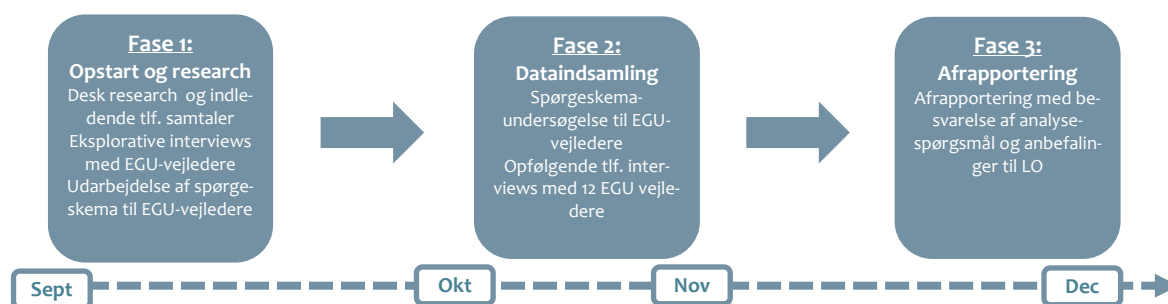 Fase 1:
Opstart og research
Desk research og indle-
dende tlf. samtaler
Eksplorative interviews
med EGU-vejledere
Udarbejdelse af spørge-
skema til EGU-vejledere
Fase 2:
Dataindsamling
Spørgeskema-
undersøgelse til EGU-
vejledere
Opfølgende tlf. inter-
views med 12 EGU vejle-
dere
Fase 3:
Afrapportering
Afrapportering med be-
svarelse af analyse-
spørgsmål og anbefalin-
ger til LO
Sept
Okt
Nov
Dec